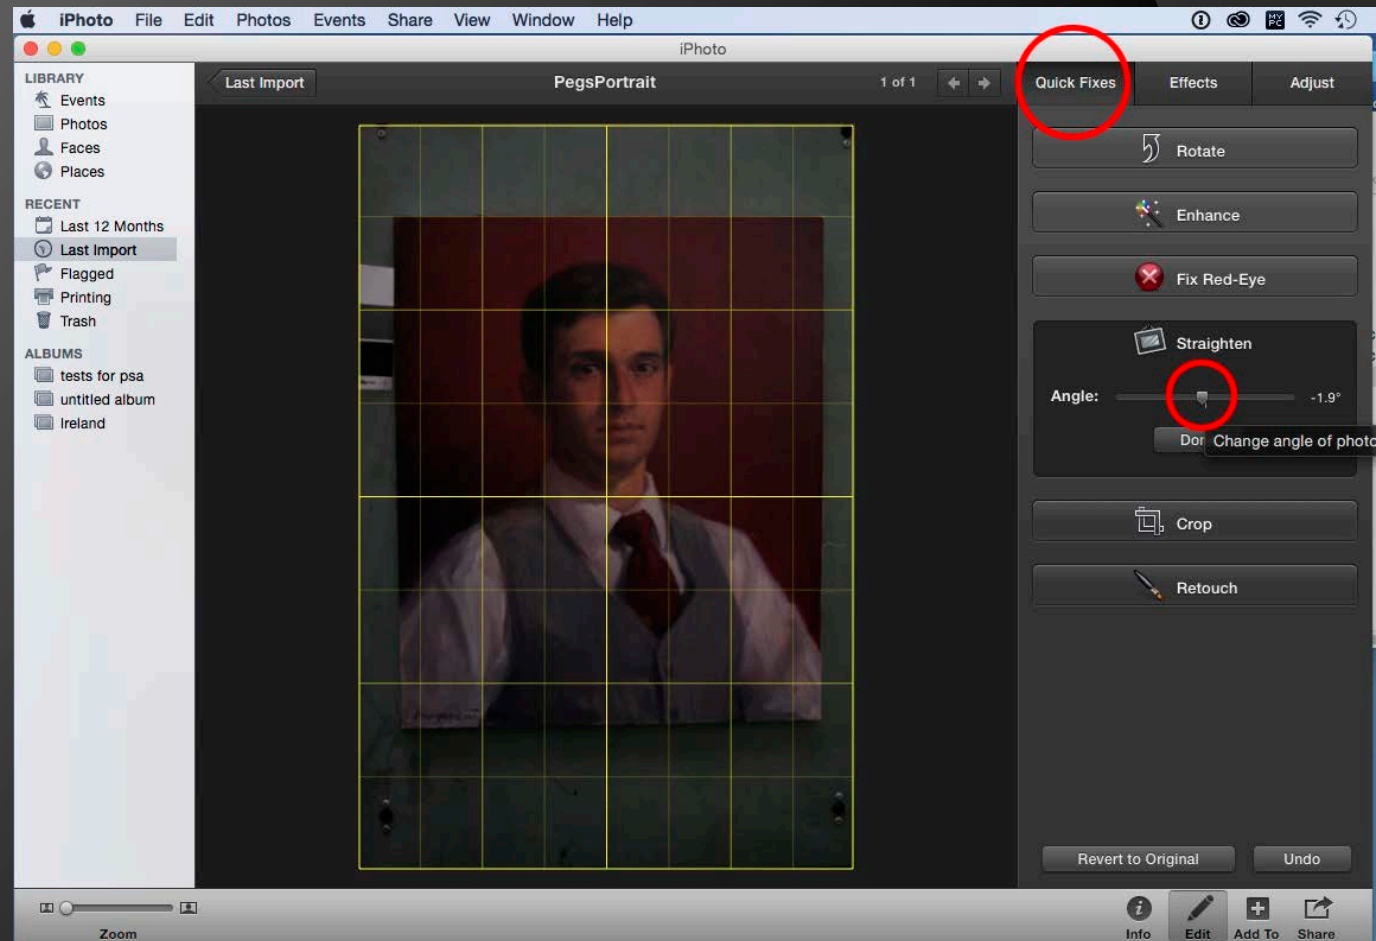 iPhoto File Edit Photos Events Share View Window Help
iPhoto
LIBRARY
Events
Photos
Faces
Places
RECENT
Last 12 Months
Last Import
Flagged
Printing
Trash
ALBUMS
tests for psa
untitled album
Ireland
Last Import PegsPortrait 1 of 1
Quick Fixes Effects Adjust
Rotate
Enhance
Fix Red-Eye
Straighten
Angle: -1.9°
Change angle of photo
Crop
Retouch
Revert to Original Undo
Zoom
Info Edit Add To Share